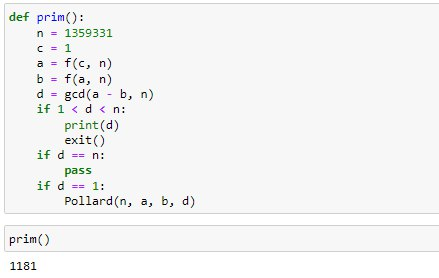 def prim():
    n = 1359331
    c = 1
    a = f(c, n)
    b = f(a, n)
    d = gcd(a - b, n)
    if 1 < d < n:
        print(d)
        exit()
    if d == n:
        pass
    if d == 1:
        Pollard(n, a, b, d)
prim()
1181